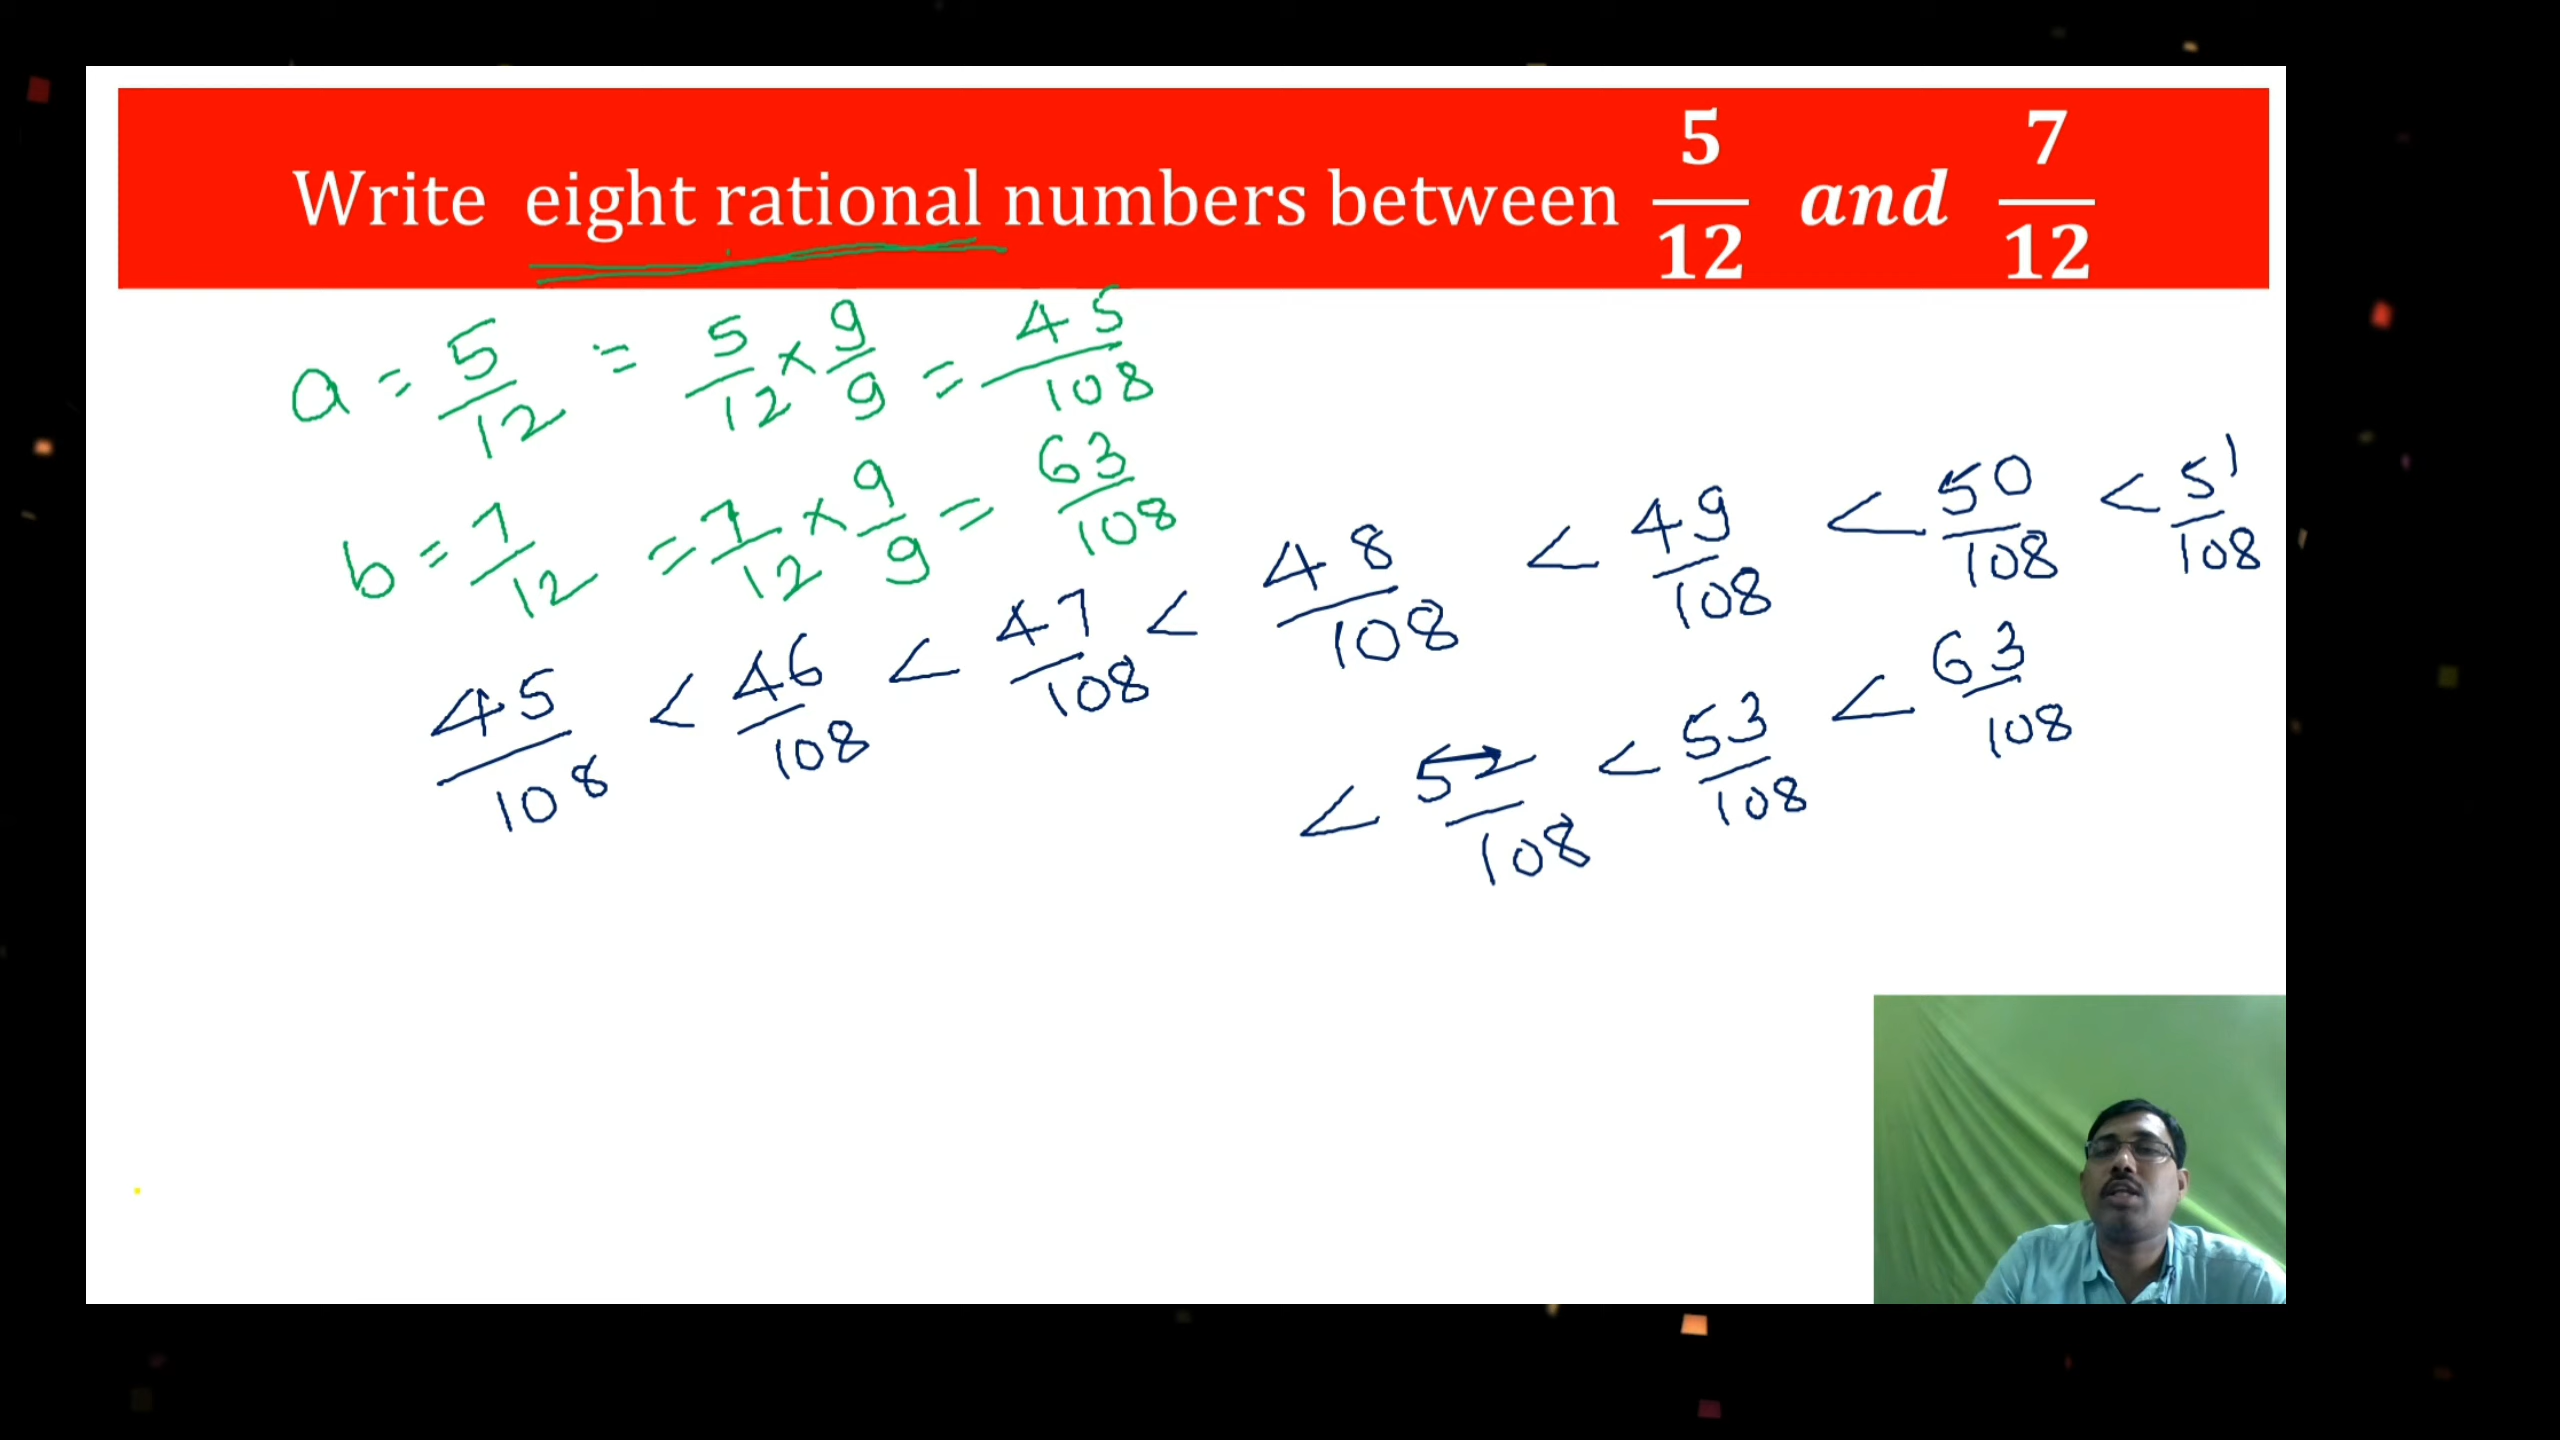 Write eight rational numbers between 5/12 and 7/12
a = 5/12 = 5/12 × 9/9 = 45/108
b = 7/12 = 7/12 × 9/9 = 63/108
45/108 < 46/108 < 47/108 < 48/108 < 49/108 < 50/108 < 51/108
< 52/108 < 53/108 < 63/108